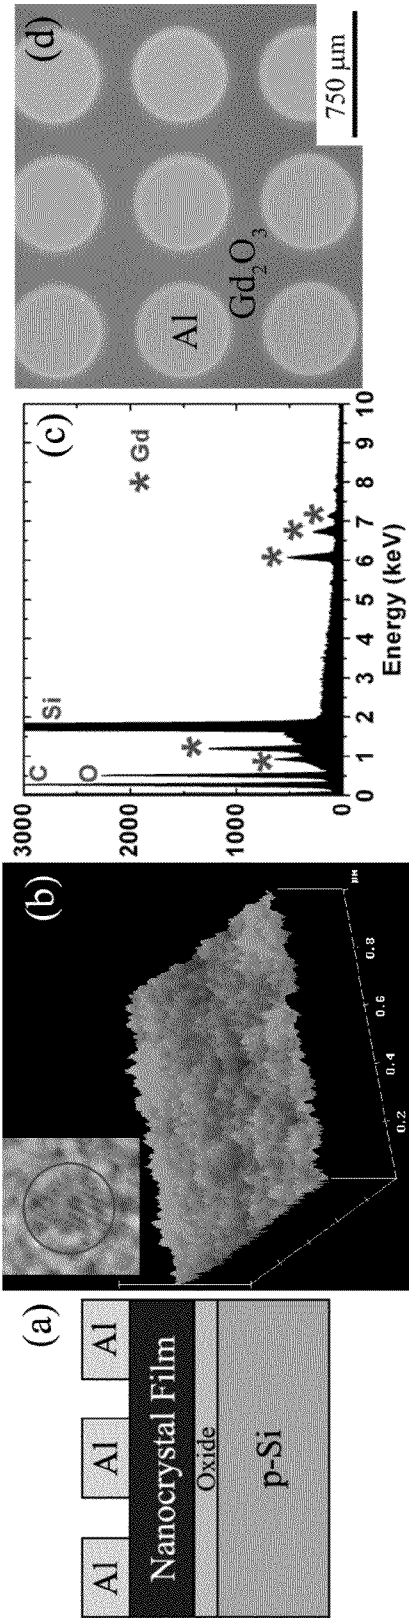 (a)
Al Al Al
Nanocrystal Film
Oxide
p-Si
(b)
0.2 0.4 0.6 0.8 µM
(c)
3000
2000
1000
0
C
O
Si
*
*
* Gd
*
*
*
0 1 2 3 4 5 6 7 8 9 10
Energy (keV)
(d)
Al
Gd₂O₃
750 µm